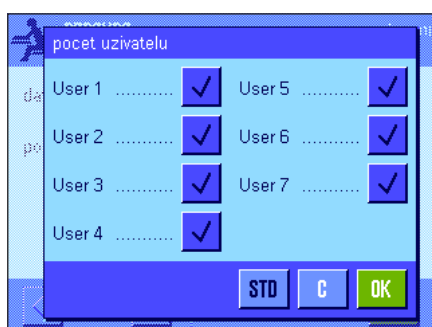 pocet uzivatelu
User 1 ...........
User 2 ...........
User 3 ...........
User 4 ...........
User 5 ...........
User 6 ...........
User 7 ...........
STD C OK